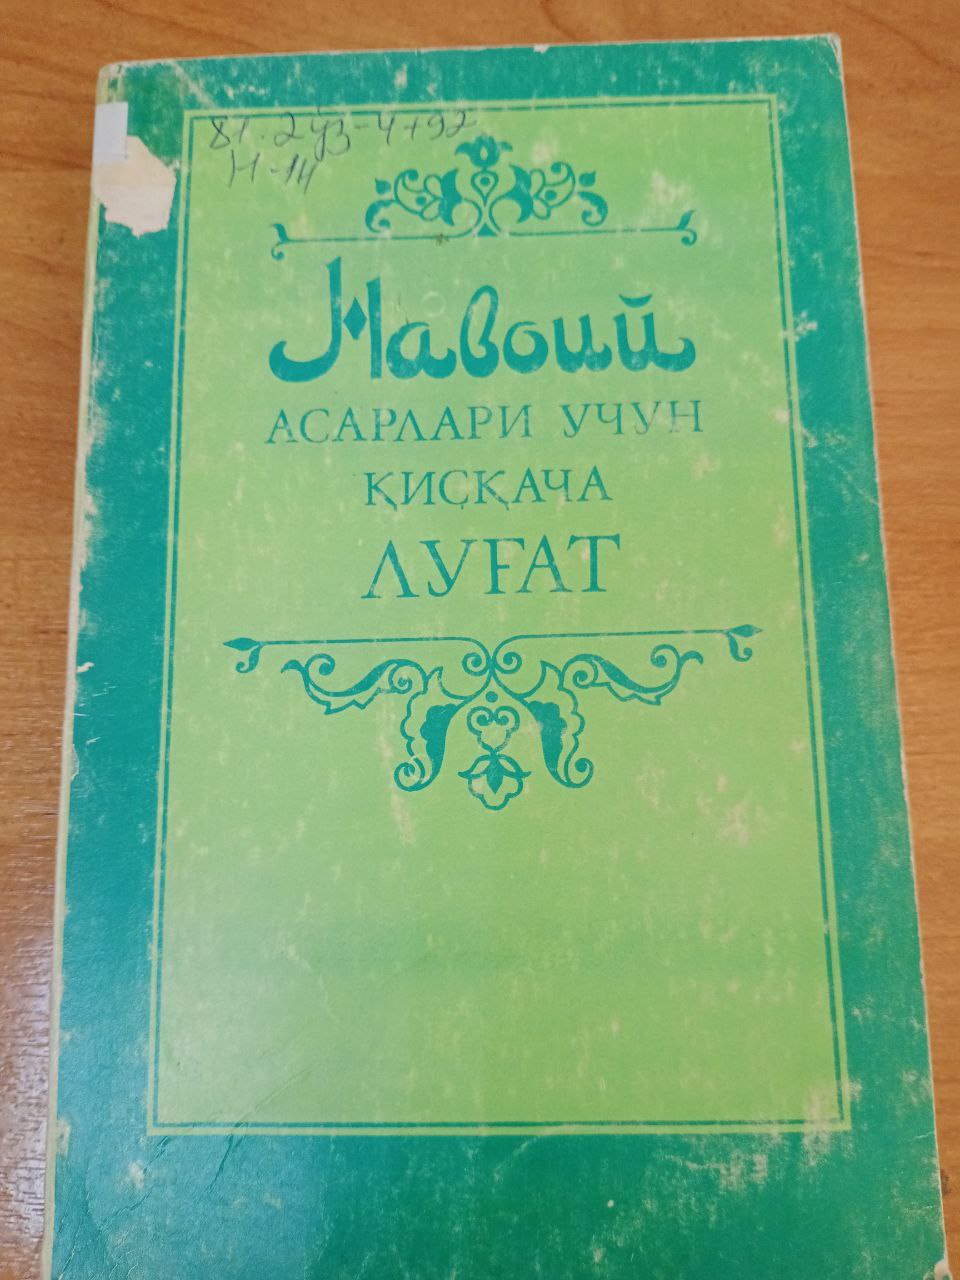 81.2ўз-4+92
Н-14
Навоий
АСАРЛАРИ УЧУН
ҚИСҚАЧА
ЛУҒАТ